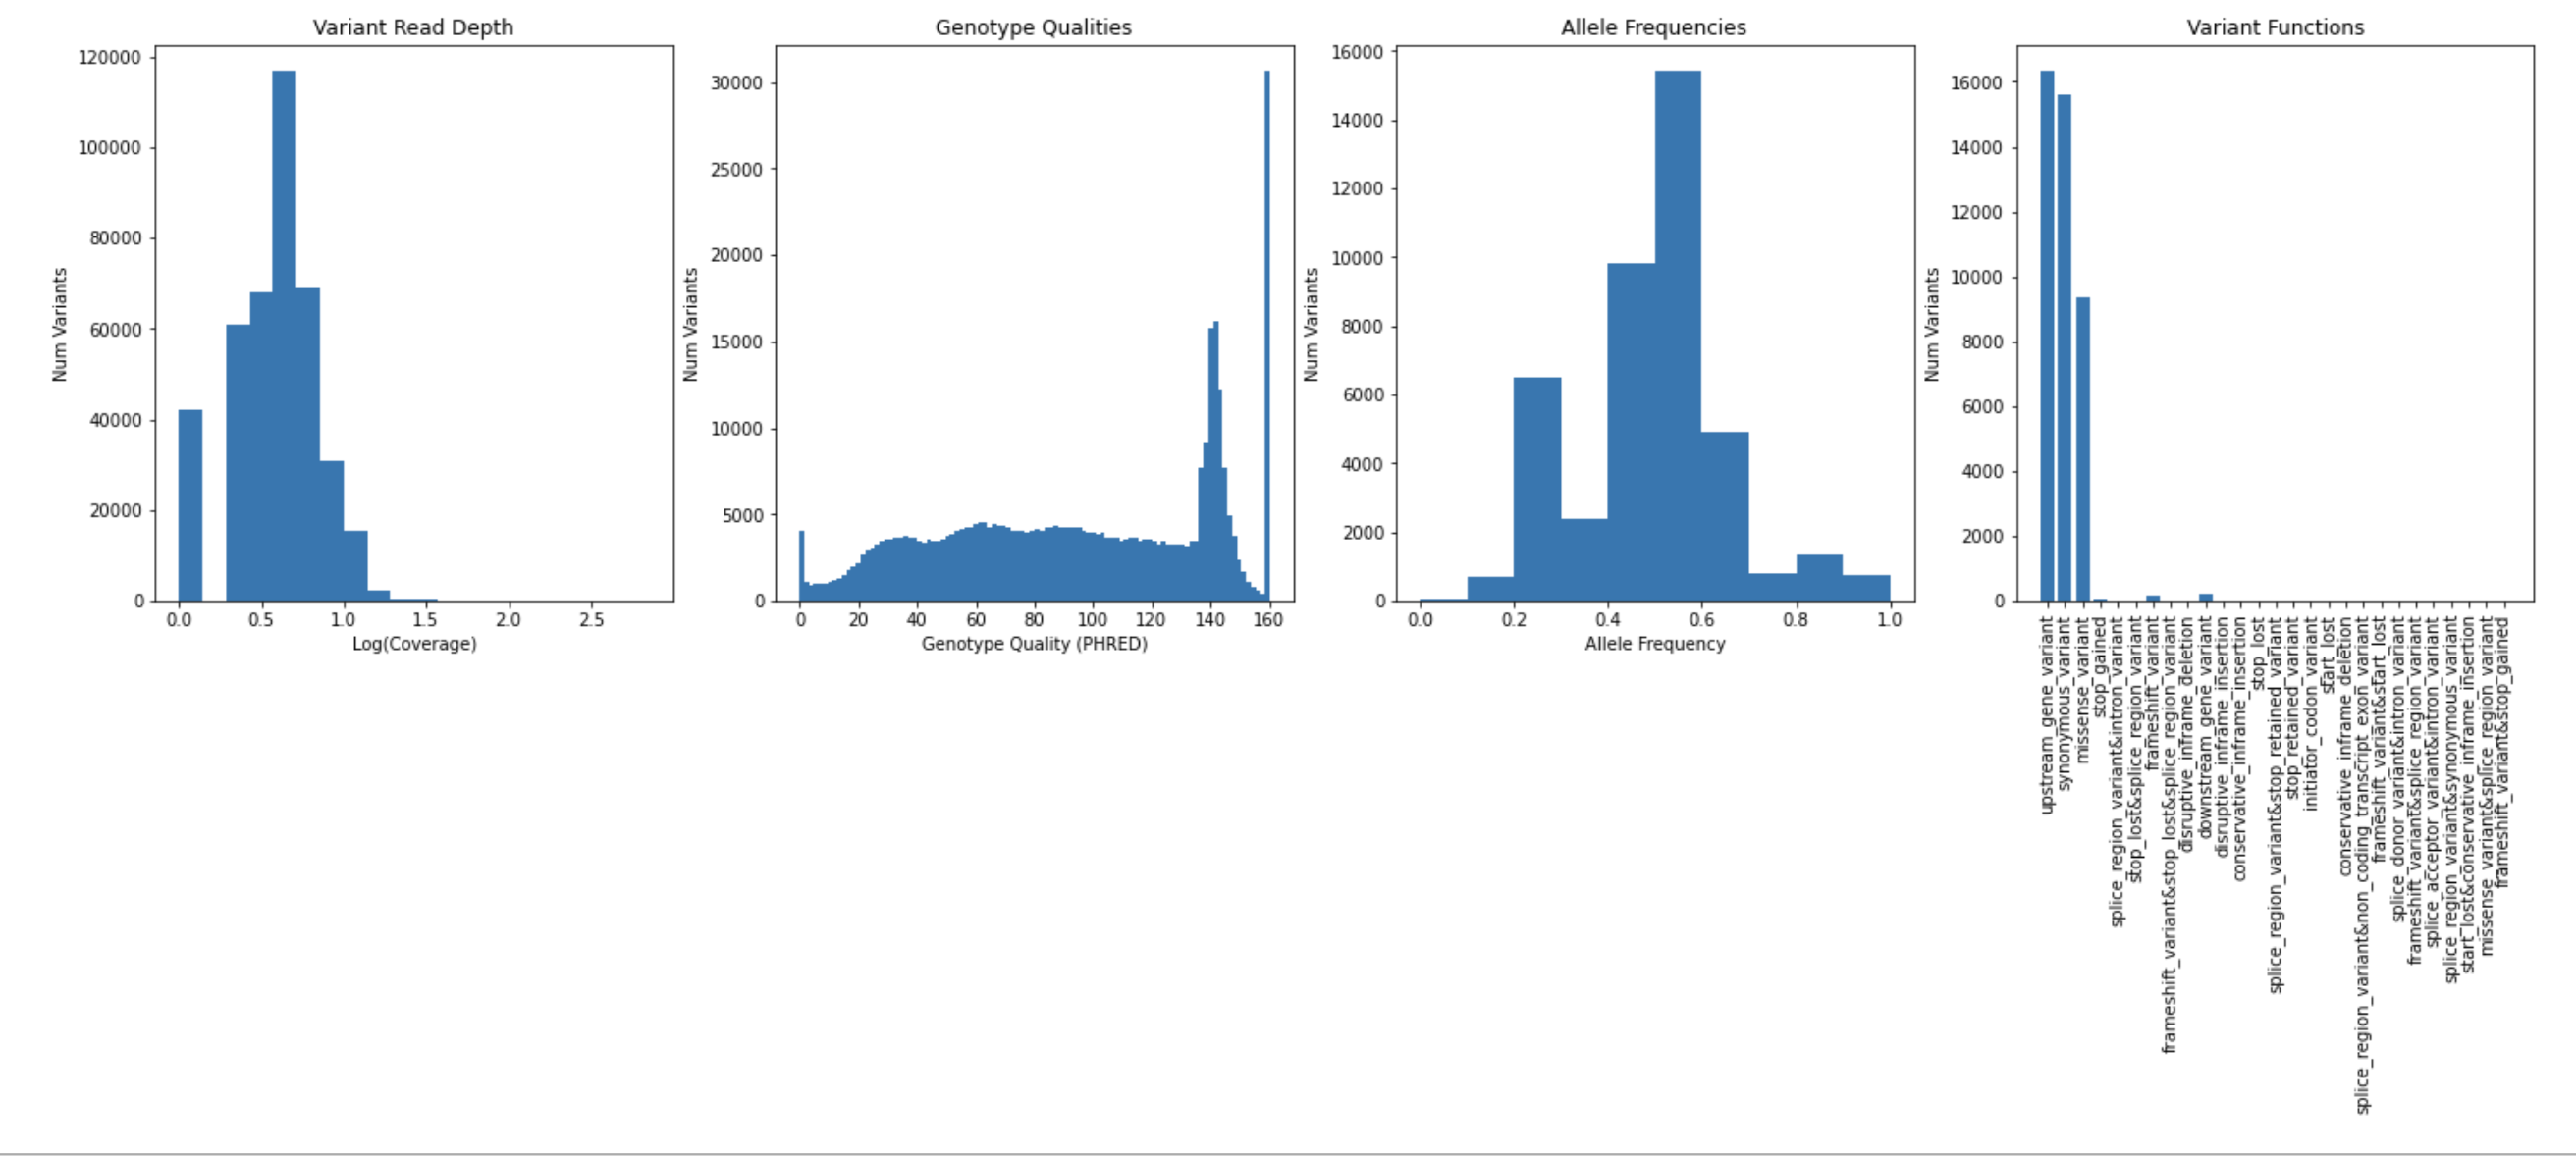 Variant Read Depth
120000
100000
80000
60000
40000
20000
0
Num Variants
0.0 0.5 1.0 1.5 2.0 2.5
Log(Coverage)
Genotype Qualities
30000
25000
20000
15000
10000
5000
0
Num Variants
0 20 40 60 80 100 120 140 160
Genotype Quality (PHRED)
Allele Frequencies
16000
14000
12000
10000
8000
6000
4000
2000
0
Num Variants
0.0 0.2 0.4 0.6 0.8 1.0
Allele Frequency
Variant Functions
16000
14000
12000
10000
8000
6000
4000
2000
0
Num Variants
upstream_gene_variant
synonymous_variant
missense_variant
stop_gained
splice_region_variant&intron_variant
stop_lost&splice_region_variant
frameshift_variant
frameshift_variant&stop_lost&splice_region_variant
disruptive_inframe_deletion
downstream_gene_variant
disruptive_inframe_insertion
conservative_inframe_insertion
stop_lost
splice_region_variant&stop_retained_variant
stop_retained_variant
initiator_codon_variant
start_lost
conservative_inframe_deletion
splice_region_variant&non_coding_transcript_exon_variant
frameshift_variant&start_lost
splice_donor_variant&intron_variant
frameshift_variant&splice_region_variant
splice_acceptor_variant&intron_variant
splice_region_variant&synonymous_variant
start_lost&conservative_inframe_insertion
missense_variant&splice_region_variant
frameshift_variant&stop_gained